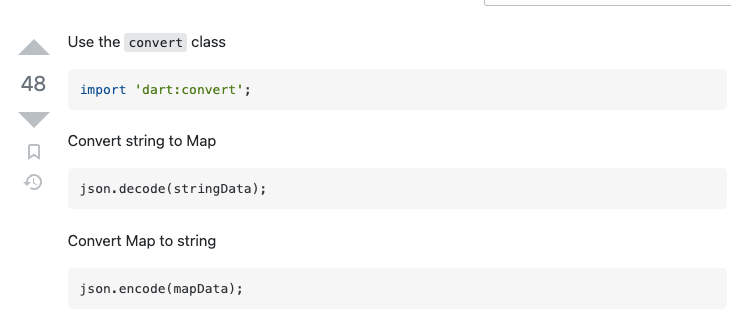 Use the convert class
48
import 'dart:convert';
Convert string to Map
json.decode(stringData);
Convert Map to string
json.encode(mapData);